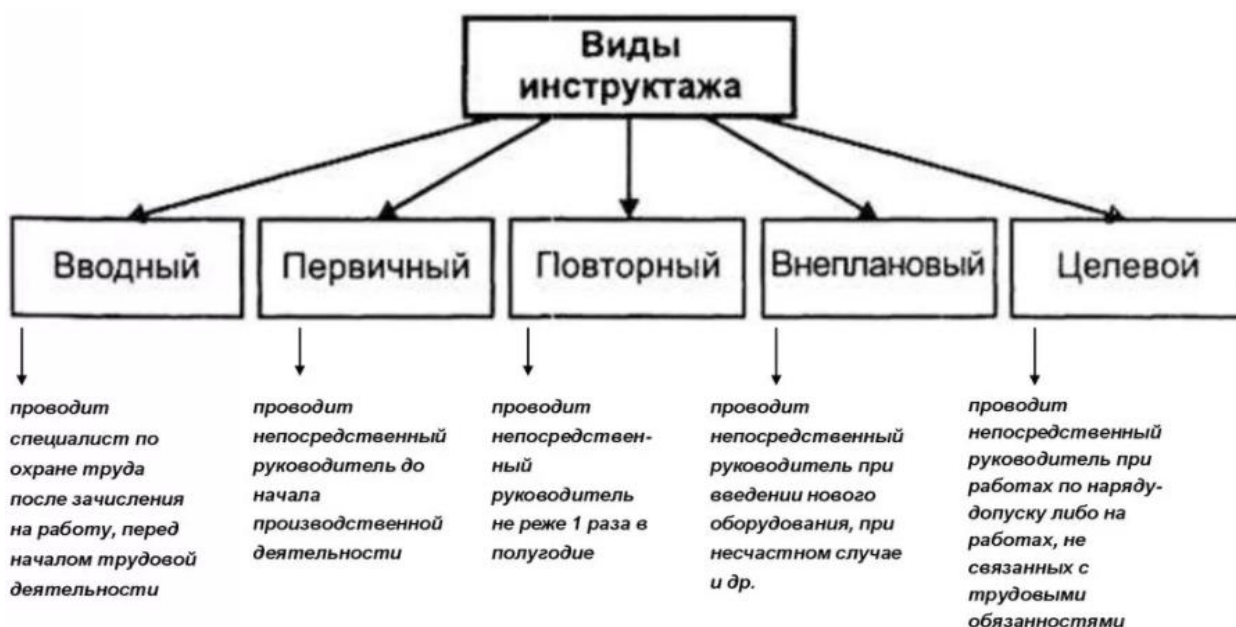 Виды
инструктажа
Вводный
Первичный
Повторный
Внеплановый
Целевой
проводит
специалист по
охране труда
после зачисления
на работу, перед
началом трудовой
деятельности
проводит
непосредственный
руководитель до
начала
производственной
деятельности
проводит
непосредствен-
ный
руководитель
не реже 1 раза в
полугодие
проводит
непосредственный
руководитель при
введении нового
оборудования, при
несчастном случае
и др.
проводит
непосредственный
руководитель при
работах по наряду-
допуску либо на
работах, не
связанных с
трудовыми
обязанностями